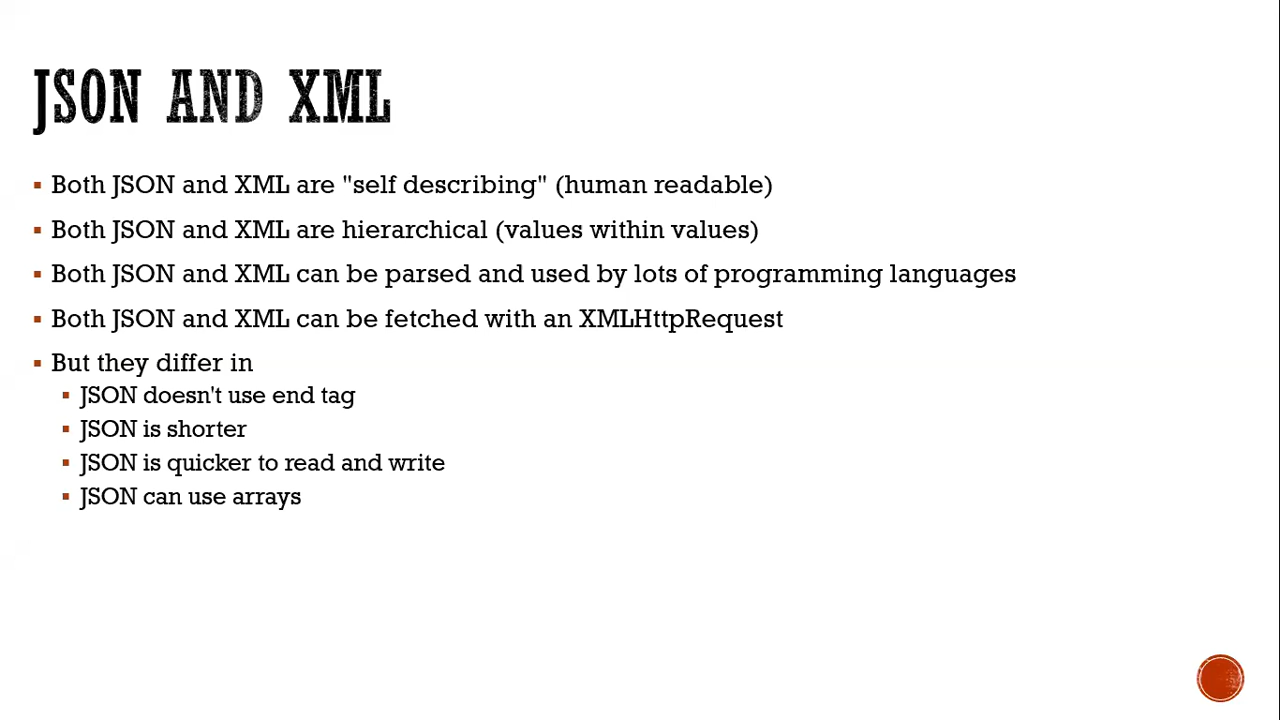 JSON AND XML
▪ Both JSON and XML are "self describing" (human readable)
▪ Both JSON and XML are hierarchical (values within values)
▪ Both JSON and XML can be parsed and used by lots of programming languages
▪ Both JSON and XML can be fetched with an XMLHttpRequest
▪ But they differ in
▪ JSON doesn't use end tag
▪ JSON is shorter
▪ JSON is quicker to read and write
▪ JSON can use arrays